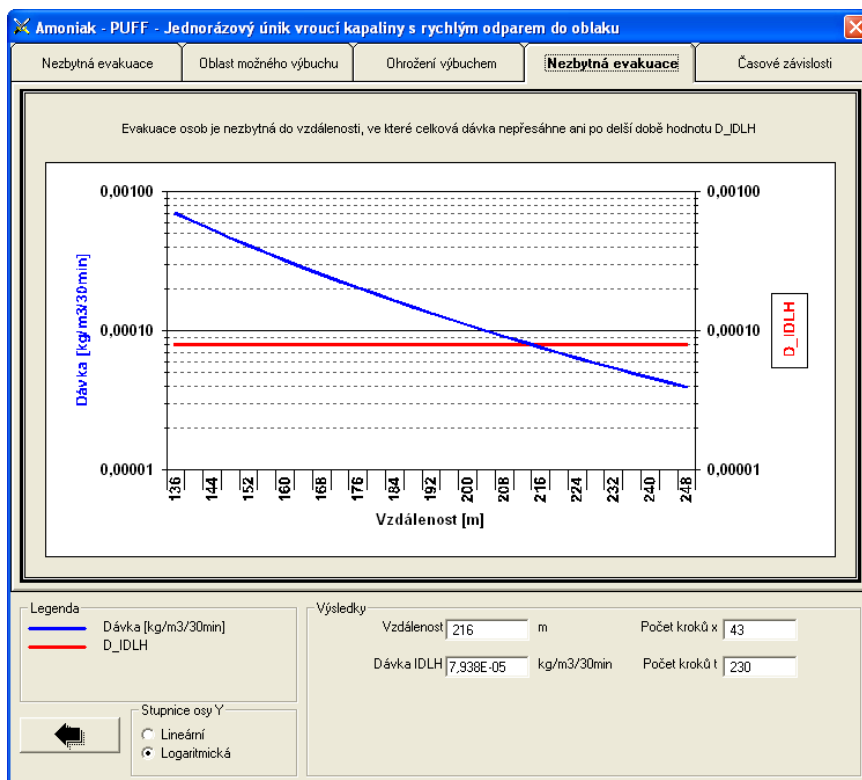 Amoniak - PUFF - Jednorázový únik vroucí kapaliny s rychlým odparem do oblaku
Nezbytná evakuace Oblast možného výbuchu Ohrožení výbuchem Nezbytná evakuace Časové závislosti
Evakuace osob je nezbytná do vzdálenosti, ve které celková dávka nepřesáhne ani po delší době hodnotu D_IDLH
0,00100 0,00100
0,00010 0,00010
0,00001 0,00001
Dávka [kg/m3/30min]
D_IDLH
136 144 152 160 168 176 184 192 200 208 216 224 232 240 248
Vzdálenost [m]
Legenda
Dávka [kg/m3/30min]
D_IDLH
Výsledky
Vzdálenost 216 m Počet kroků x 43
Dávka IDLH 7,938E-05 kg/m3/30min Počet kroků t 230
Stupnice osy Y
Lineární
Logaritmická